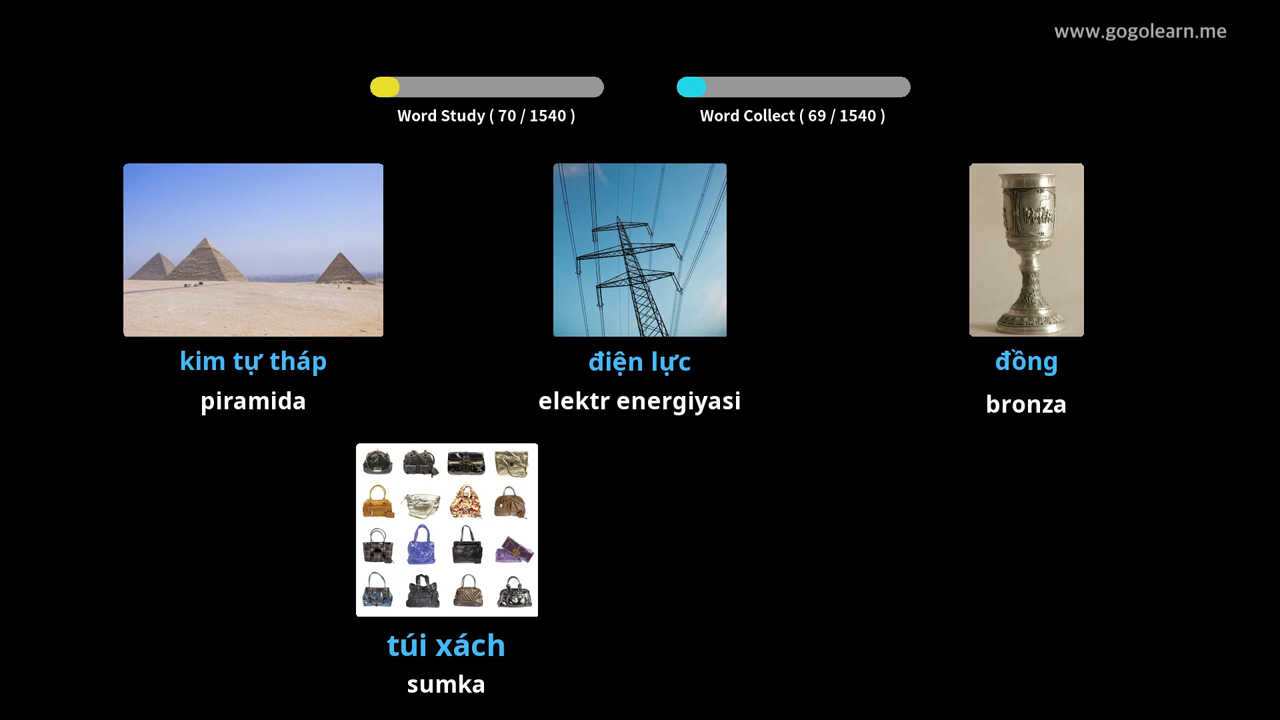 www.gogolearn.me
Word Study ( 70 / 1540 )
Word Collect ( 69 / 1540 )
kim tự tháp
piramida
điện lực
elektr energiyasi
đồng
bronza
túi xách
sumka